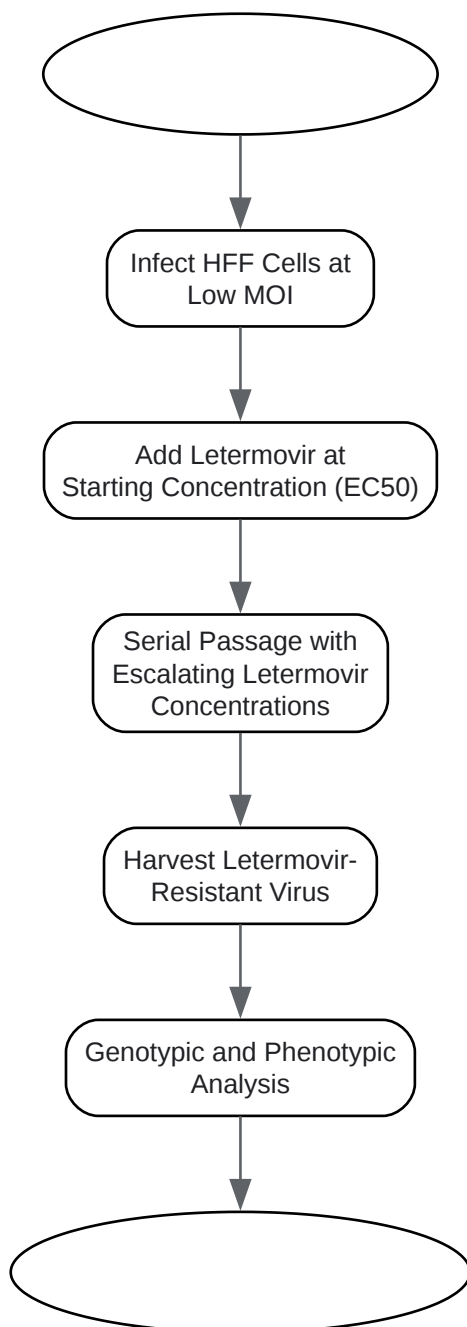 Infect HFF Cells at
Low MOI
Add Letermovir at
Starting Concentration (EC50)
Serial Passage with
Escalating Letermovir
Concentrations
Harvest Letermovir-
Resistant Virus
Genotypic and Phenotypic
Analysis